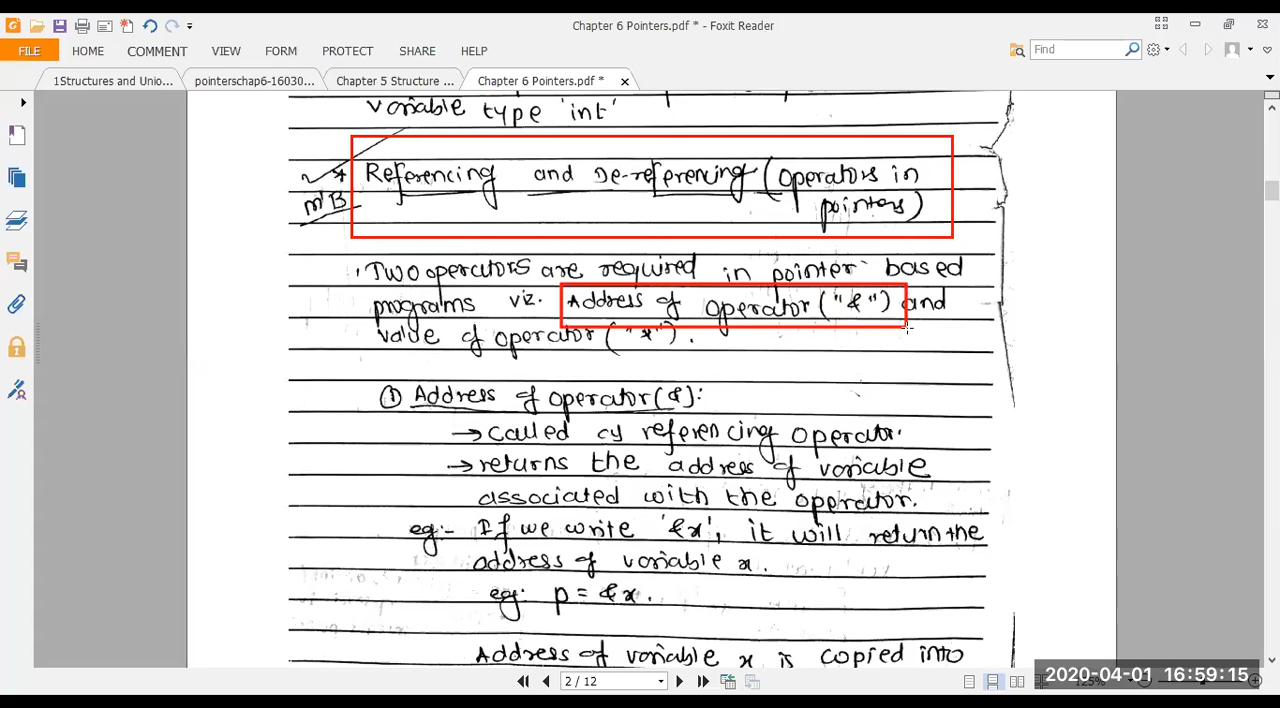 Chapter 6 Pointers.pdf * - Foxit Reader
FILE HOME COMMENT VIEW FORM PROTECT SHARE HELP
Find
1Structures and Unio... pointerschap6-16030... Chapter 5 Structure ... Chapter 6 Pointers.pdf *
variable type 'int'
Referencing and De-referencing (operators in
pointers)
Two operators are required in pointer based
programs viz. Address of operator ("&") and
value of operator ("*").
① Address of operator(&):
→ called as referencing operator.
→ returns the address of variable
associated with the operator.
eg:- If we write '&x', it will return the
address of variable x.
eg: p = &x.
Address of variable x is copied into
2 / 12
2020-04-01 16:59:15